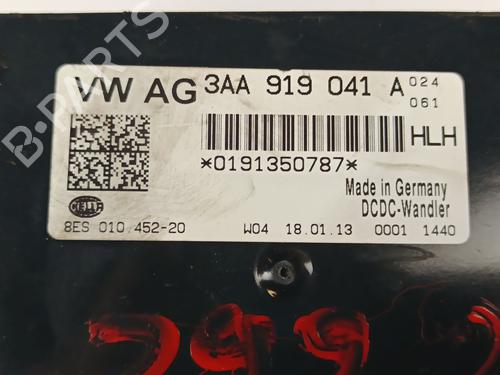 B-PARTS
VW AG 3AA 919 041 A 024
061
HLH
*0191350787*
Made in Germany
DCDC-Wandler
HELLA
8ES 010 452-20 W04 18.01.13 0001 1440